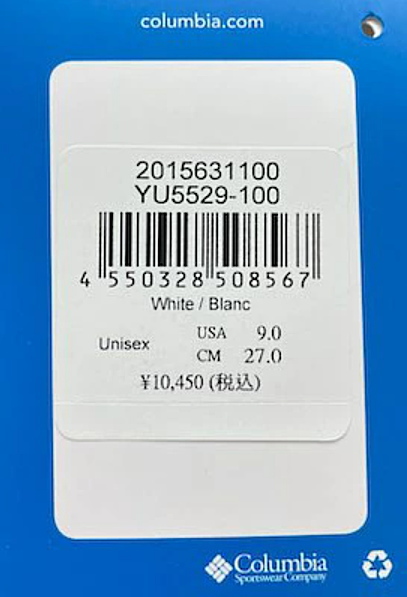 columbia.com
2015631100
YU5529-100
4 550328 508567
White / Blanc
Unisex
USA 9.0
CM 27.0
¥10,450 (税込)
Columbia
Sportswear Company